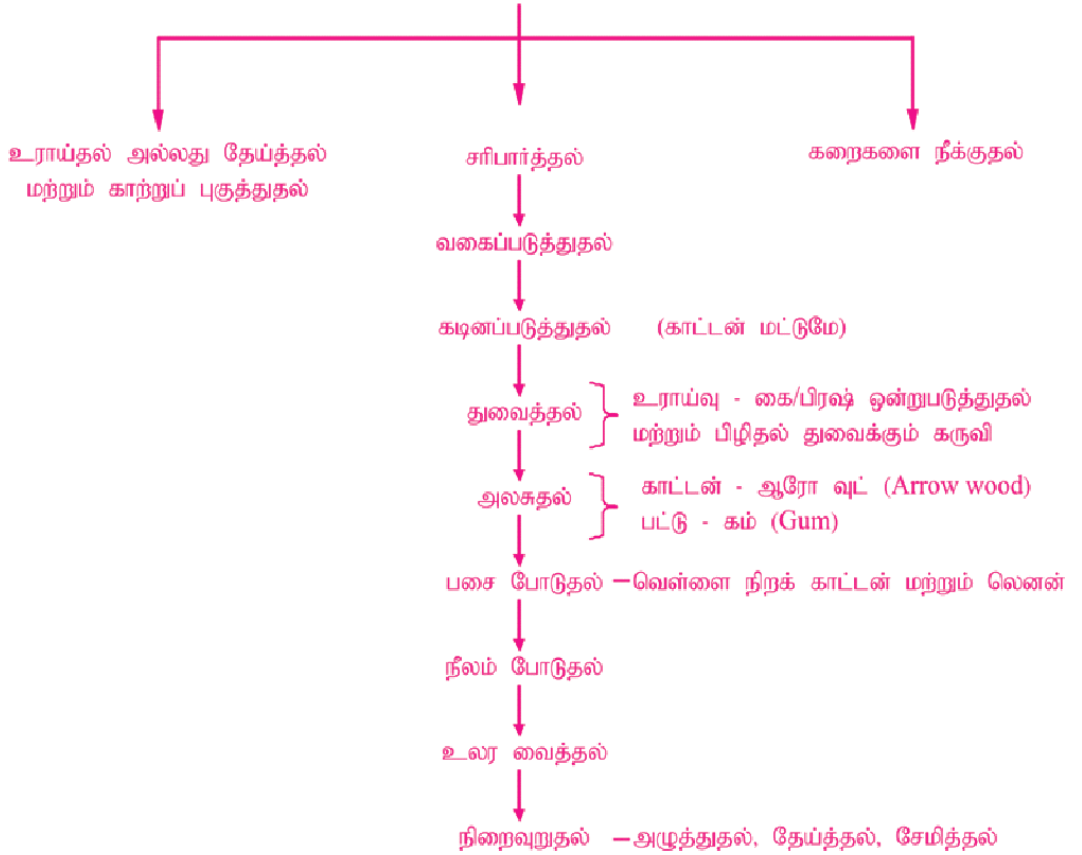 உராய்தல் அல்லது தேய்த்தல்
மற்றும் காற்றுப் புகுத்துதல்
சரிபார்த்தல்
கறைகளை நீக்குதல்
வகைப்படுத்துதல்
கடினப்படுத்துதல் (காட்டன் மட்டுமே)
துவைத்தல்
உராய்வு - கை/பிரஷ் ஒன்றுபடுத்துதல்
மற்றும் பிழிதல் துவைக்கும் கருவி
அலசுதல்
காட்டன் - ஆரோ வுட் (Arrow wood)
பட்டு - கம் (Gum)
பசை போடுதல் – வெள்ளை நிறக் காட்டன் மற்றும் லெனன்
நீலம் போடுதல்
உலர வைத்தல்
நிறைவுறுதல் – அழுத்துதல், தேய்த்தல், சேமித்தல்